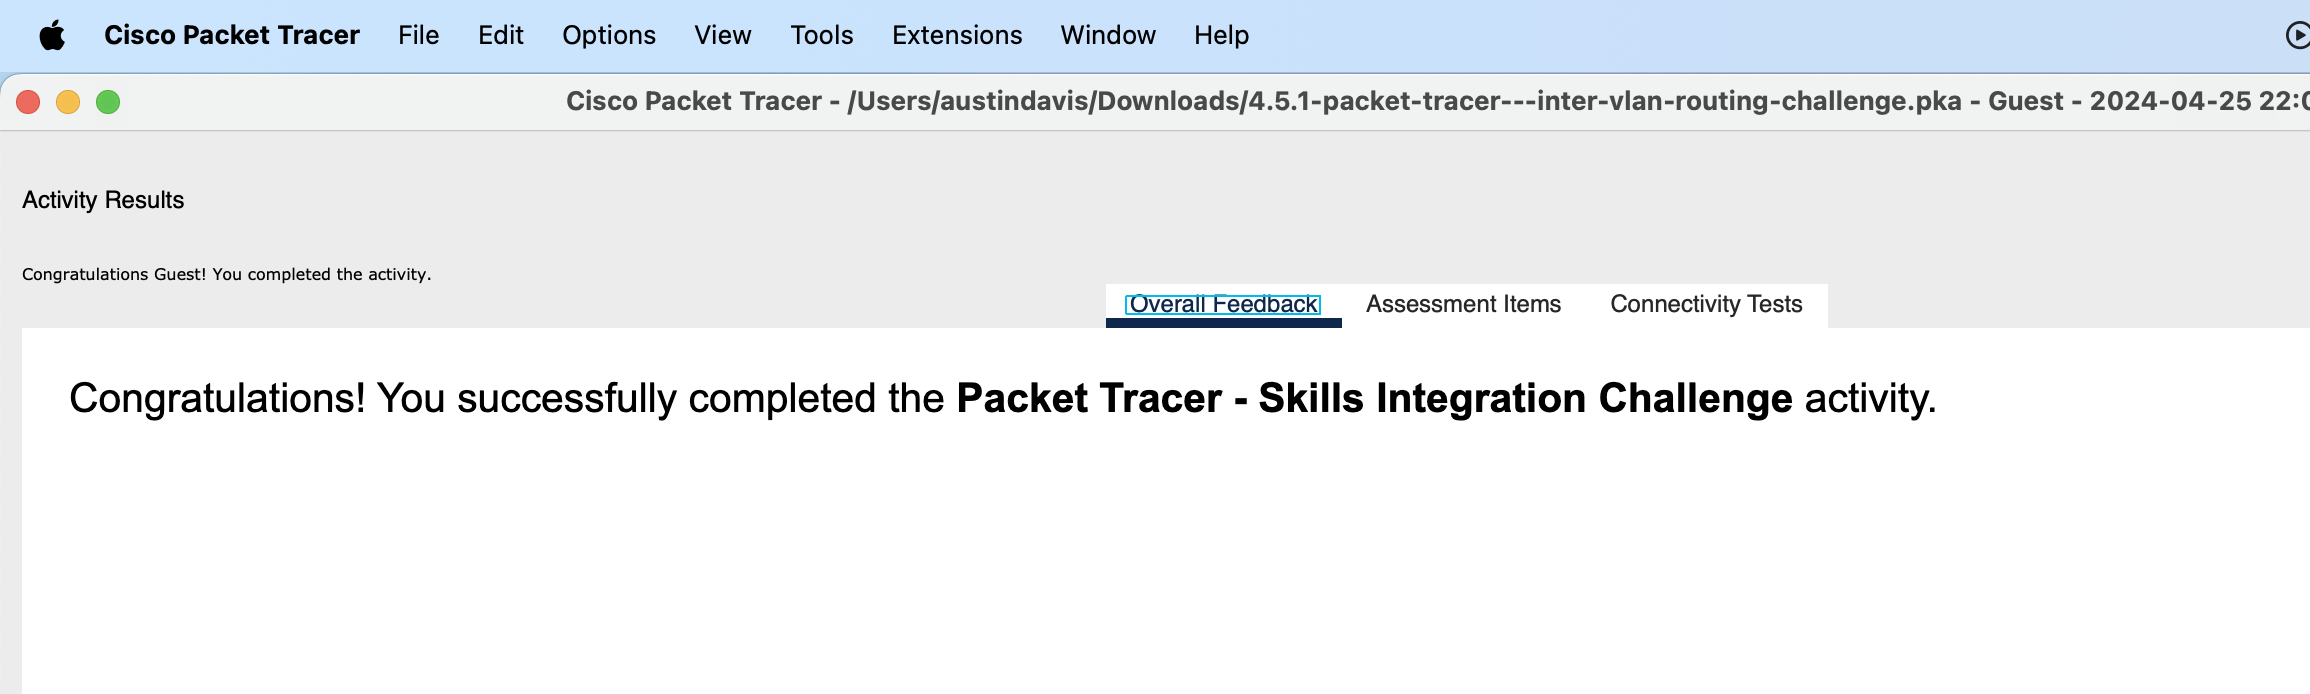 Cisco Packet Tracer File Edit Options View Tools Extensions Window Help
Cisco Packet Tracer - /Users/austindavis/Downloads/4.5.1-packet-tracer---inter-vlan-routing-challenge.pka - Guest - 2024-04-25
Activity Results
Congratulations Guest! You completed the activity.
Overall Feedback Assessment Items Connectivity Tests
Congratulations! You successfully completed the Packet Tracer - Skills Integration Challenge activity.